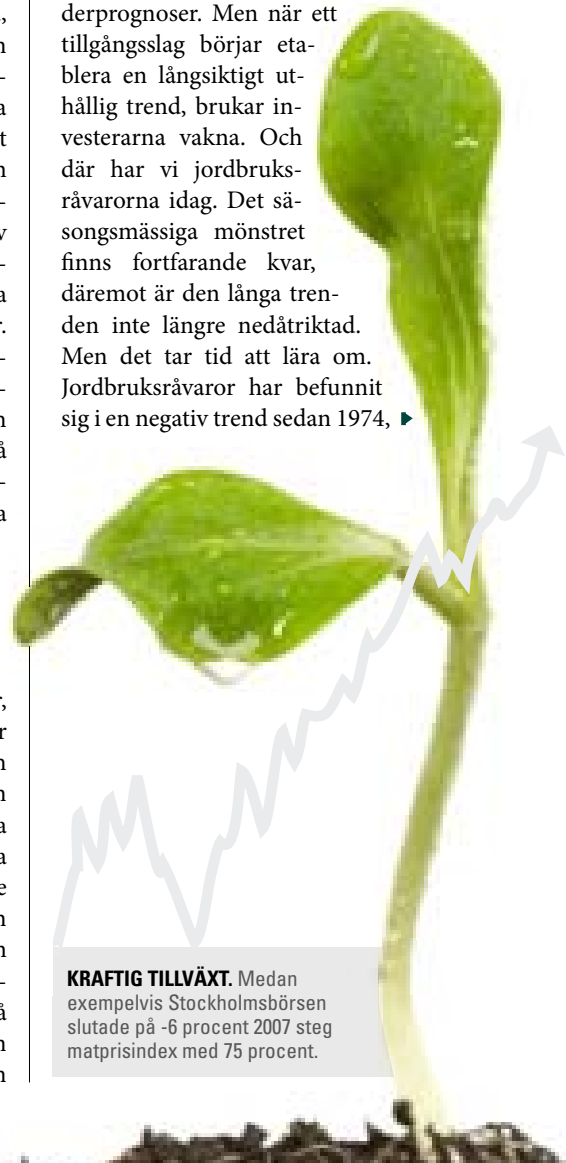 derprognoser. Men när ett
tillgångsslag börjar eta-
blera en långsiktigt ut-
hållig trend, brukar in-
vesterarna vakna. Och
där har vi jordbruks-
råvarorna idag. Det sä-
songsmässiga mönstret
finns fortfarande kvar,
däremot är den långa tren-
den inte längre nedåtriktad.
Men det tar tid att lära om.
Jordbruksråvaror har befunnit
sig i en negativ trend sedan 1974,
KRAFTIG TILLVÄXT. Medan
exempelvis Stockholmsbörsen
slutade på -6 procent 2007 steg
matprisindex med 75 procent.